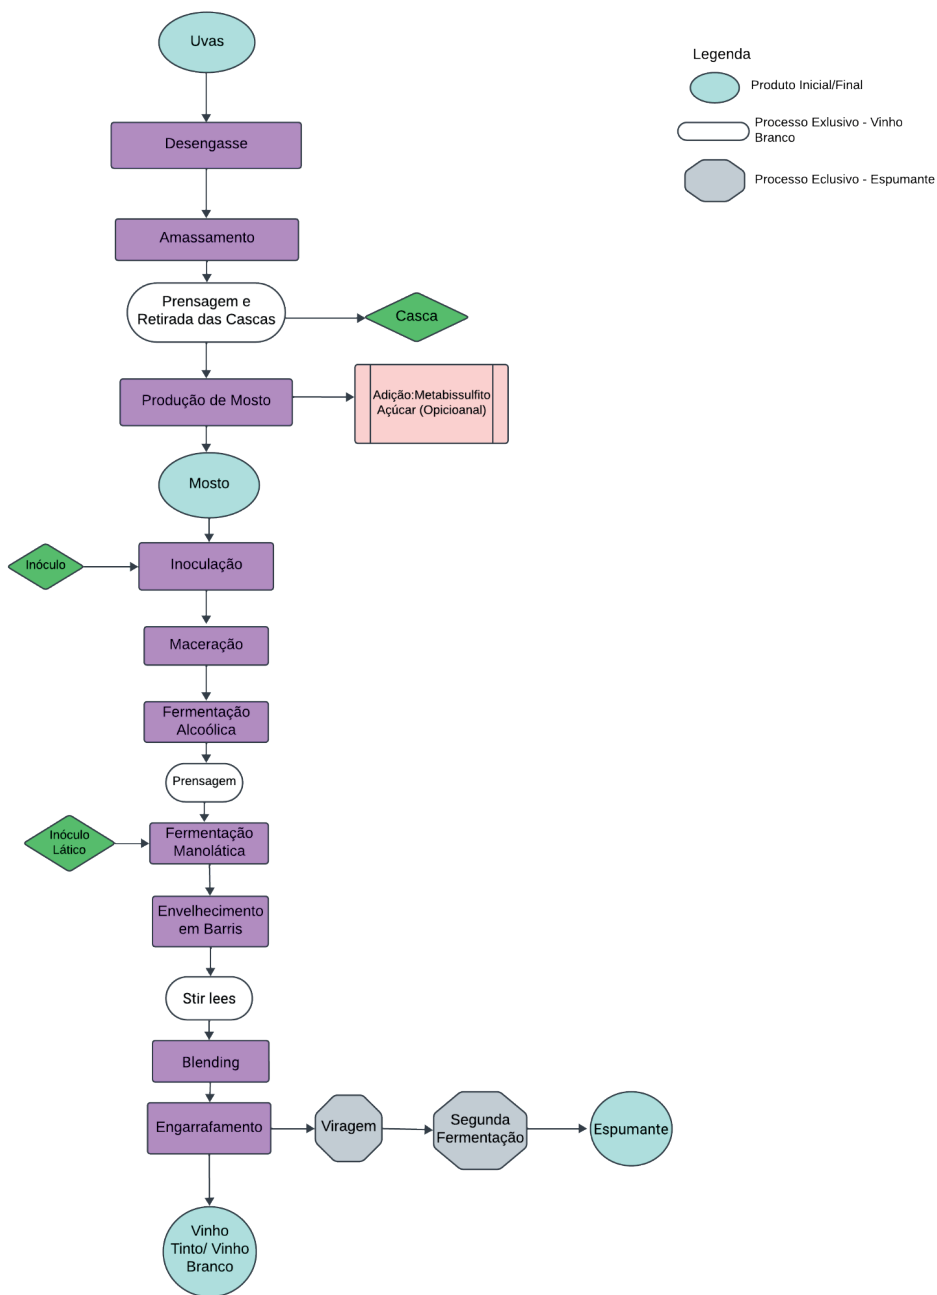 Uvas
Legenda
Produto Inicial/Final
Processo Exlusivo - Vinho
Branco
Processo Eclusivo - Espumante
Desengasse
Amassamento
Prensagem e
Retirada das Cascas
Casca
Produção de Mosto
Adição:Metabissulfito
Açúcar (Opicioanal)
Mosto
Inóculo
Inoculação
Maceração
Fermentação
Alcoólica
Prensagem
Inóculo
Lático
Fermentação
Manolática
Envelhecimento
em Barris
Stir lees
Blending
Engarrafamento
Viragem
Segunda
Fermentação
Espumante
Vinho
Tinto/ Vinho
Branco